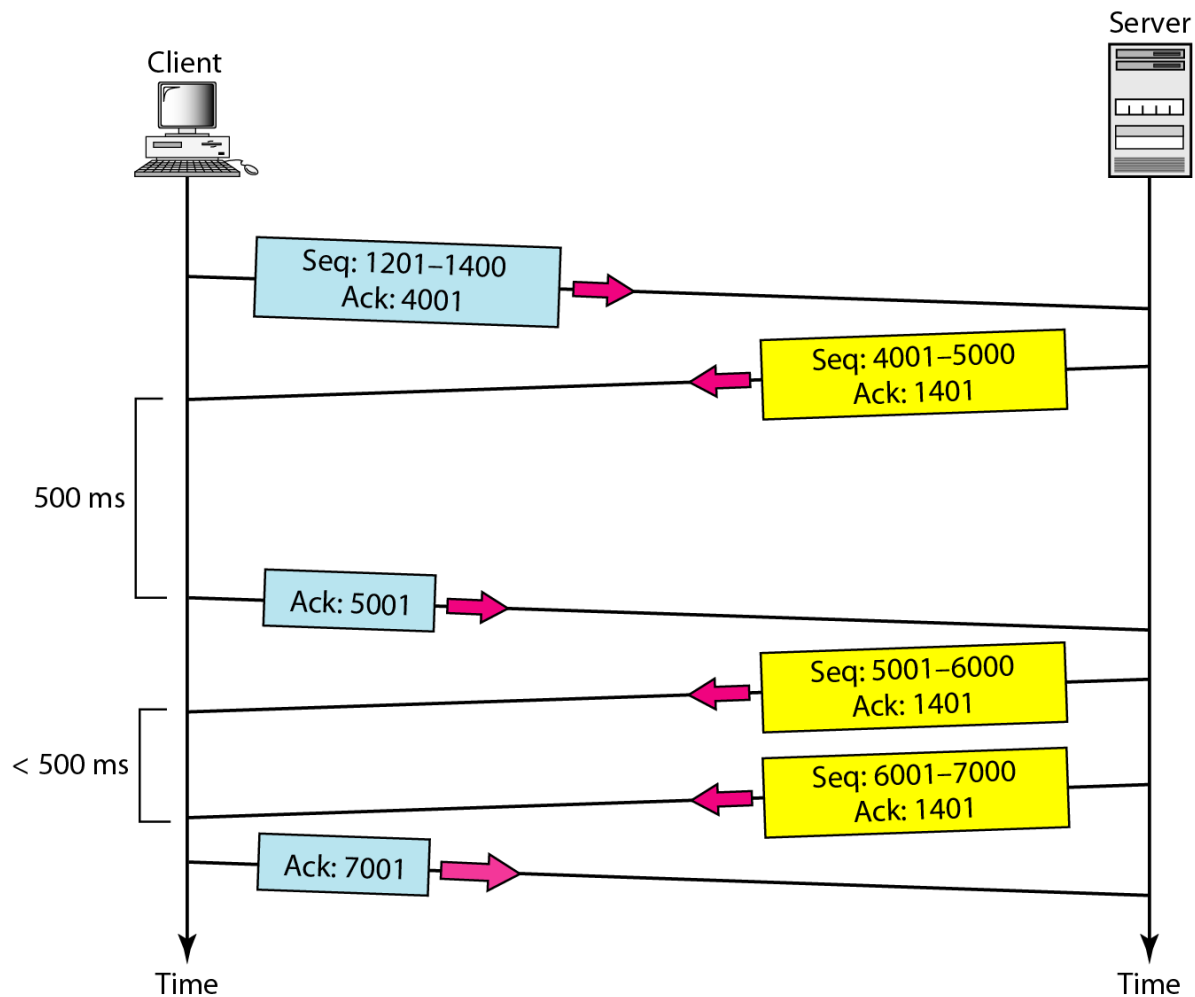 Server
Client
Seq: 1201–1400
Ack: 4001
Seq: 4001–5000
Ack: 1401
500 ms
Ack: 5001
Seq: 5001–6000
Ack: 1401
< 500 ms
Seq: 6001–7000
Ack: 1401
Ack: 7001
Time
Time